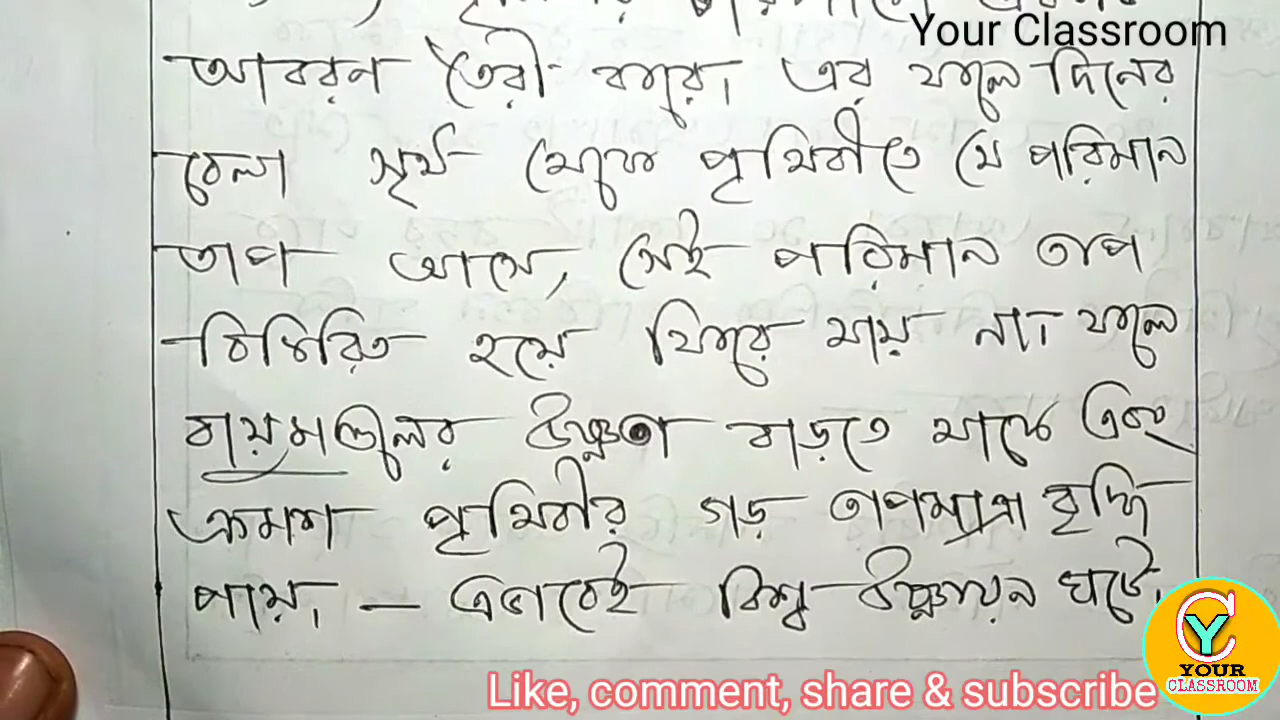 Your Classroom
আবরন তৈরী করে। এর ফলে দিনের
বেলা সূর্য থেকে পৃথিবীতে যে পরিমান
তাপ আসে, সেই পরিমান তাপ
বিকিরিত হয়ে ফিরে যায় না। ফলে
বায়ুমণ্ডলের উষ্ণতা বাড়তে থাকে এবং
ক্রমশ পৃথিবীর গড় তাপমাত্রা বৃদ্ধি
পায়। — এভাবেই বিশ্ব উষ্ণায়ন ঘটে।
YOUR
CLASSROOM
Like, comment, share & subscribe